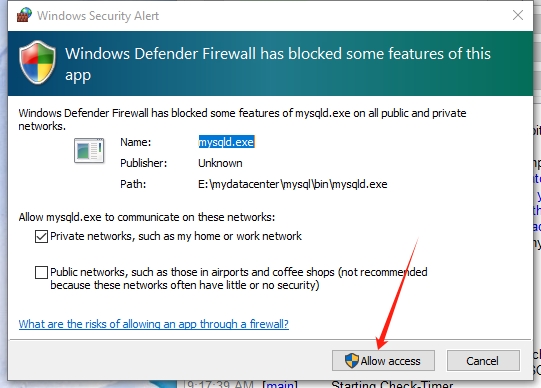 Windows Security Alert
Windows Defender Firewall has blocked some features of this
app
Windows Defender Firewall has blocked some features of mysqld.exe on all public and private
networks.
Name: mysqld.exe
Publisher: Unknown
Path: E:\mydatacenter\mysql\bin\mysqld.exe
Allow mysqld.exe to communicate on these networks:
Private networks, such as my home or work network
Public networks, such as those in airports and coffee shops (not recommended
because these networks often have little or no security)
What are the risks of allowing an app through a firewall?
Allow access
Cancel
[9:17:39 AM] [main] Starting Check-Timer